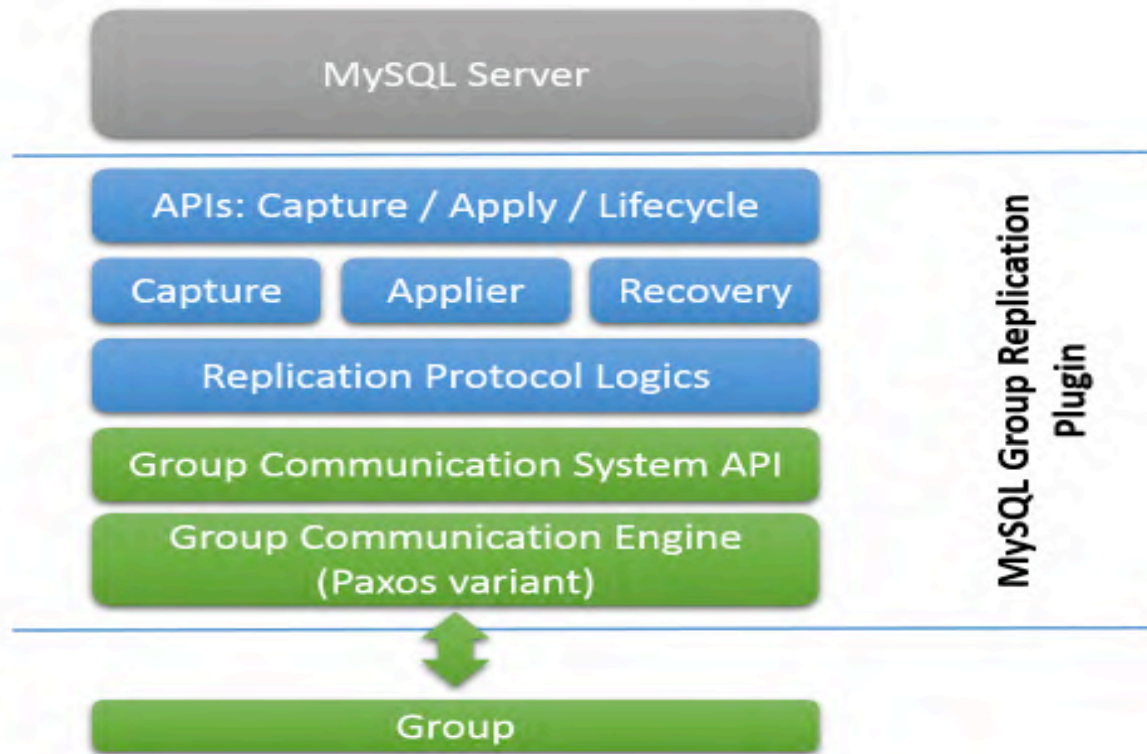 MySQL Server
APIs: Capture / Apply / Lifecycle
Capture
Applier
Recovery
Replication Protocol Logics
Group Communication System API
Group Communication Engine
(Paxos variant)
Group
MySQL Group Replication
Plugin